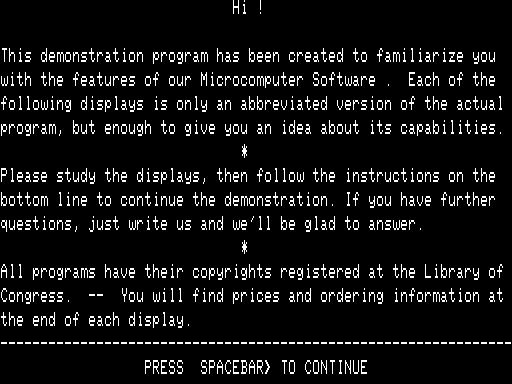 Hi !
This demonstration program has been created to familiarize you
with the features of our Microcomputer Software .  Each of the
following displays is only an abbreviated version of the actual
program, but enough to give you an idea about its capabilities.
*
Please study the displays, then follow the instructions on the
bottom line to continue the demonstration. If you have further
questions, just write us and we'll be glad to answer.
*
All programs have their copyrights registered at the Library of
Congress.  --  You will find prices and ordering information at
the end of each display.
----------------------------------------------------------------
PRESS  SPACEBAR> TO CONTINUE